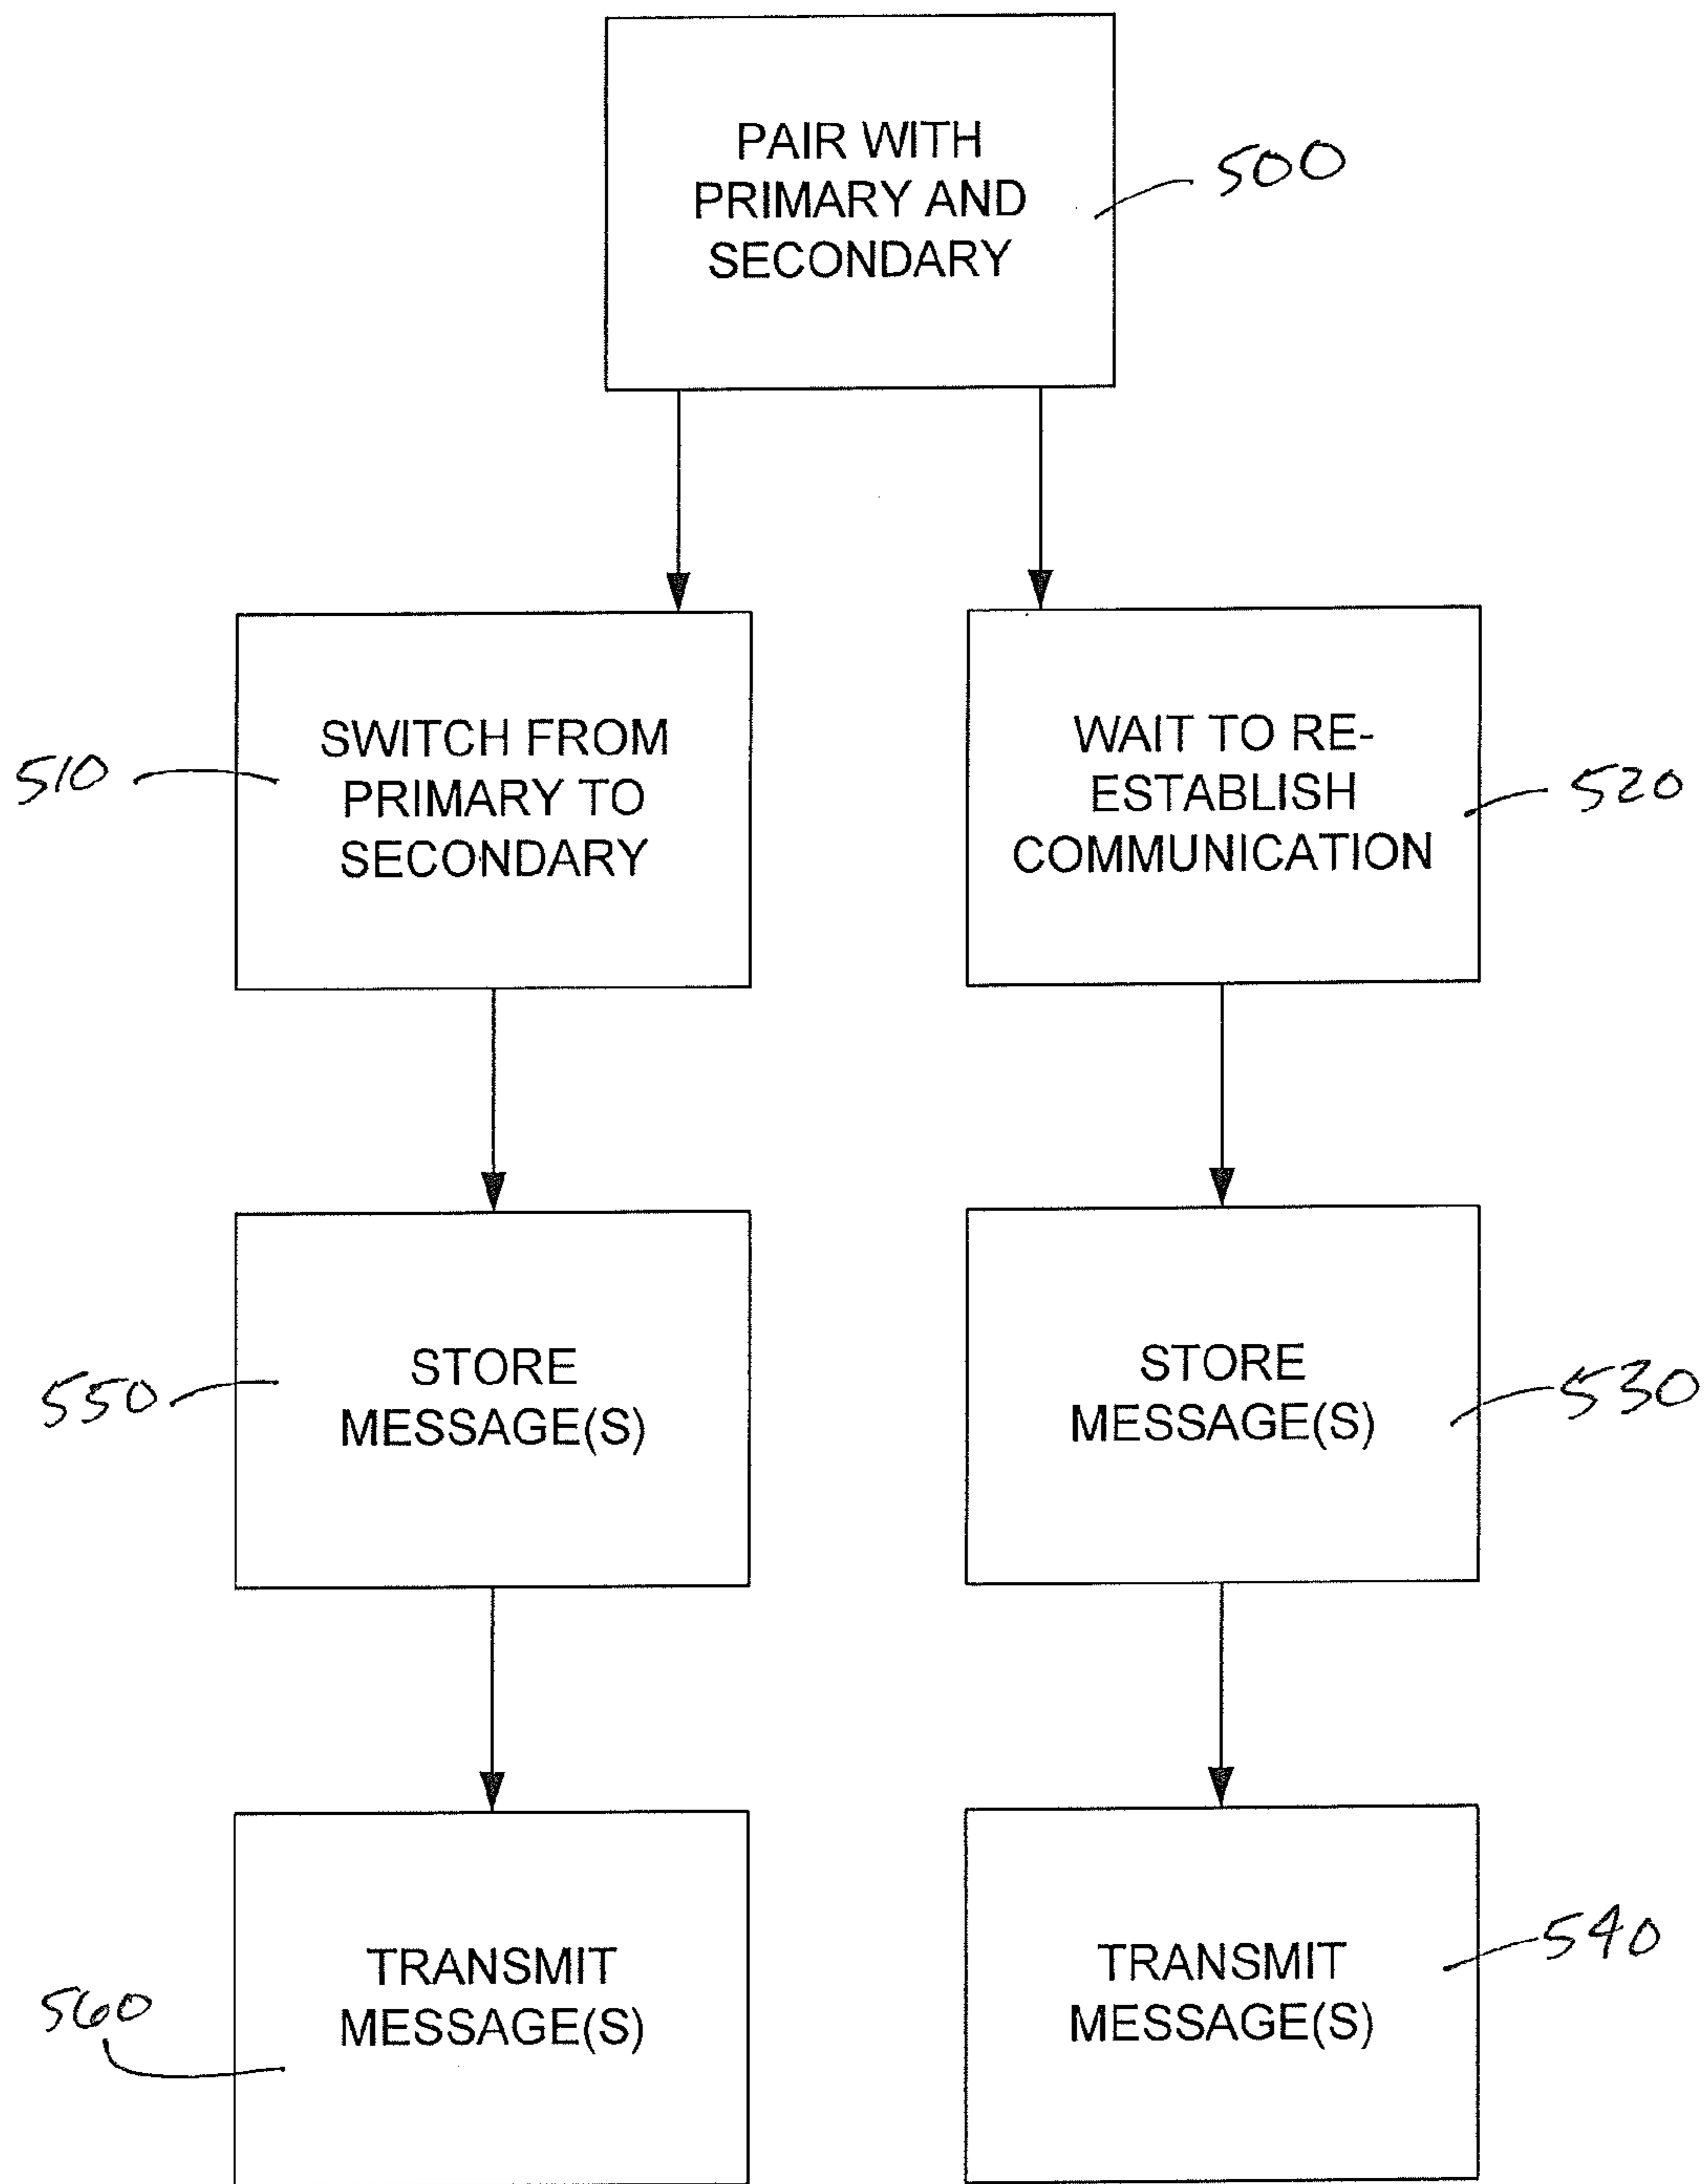 PAIR WITH
PRIMARY AND
SECONDARY
500
SWITCH FROM
PRIMARY TO
SECONDARY
510
WAIT TO RE-
ESTABLISH
COMMUNICATION
520
STORE
MESSAGE(S)
550
STORE
MESSAGE(S)
530
TRANSMIT
MESSAGE(S)
560
TRANSMIT
MESSAGE(S)
540